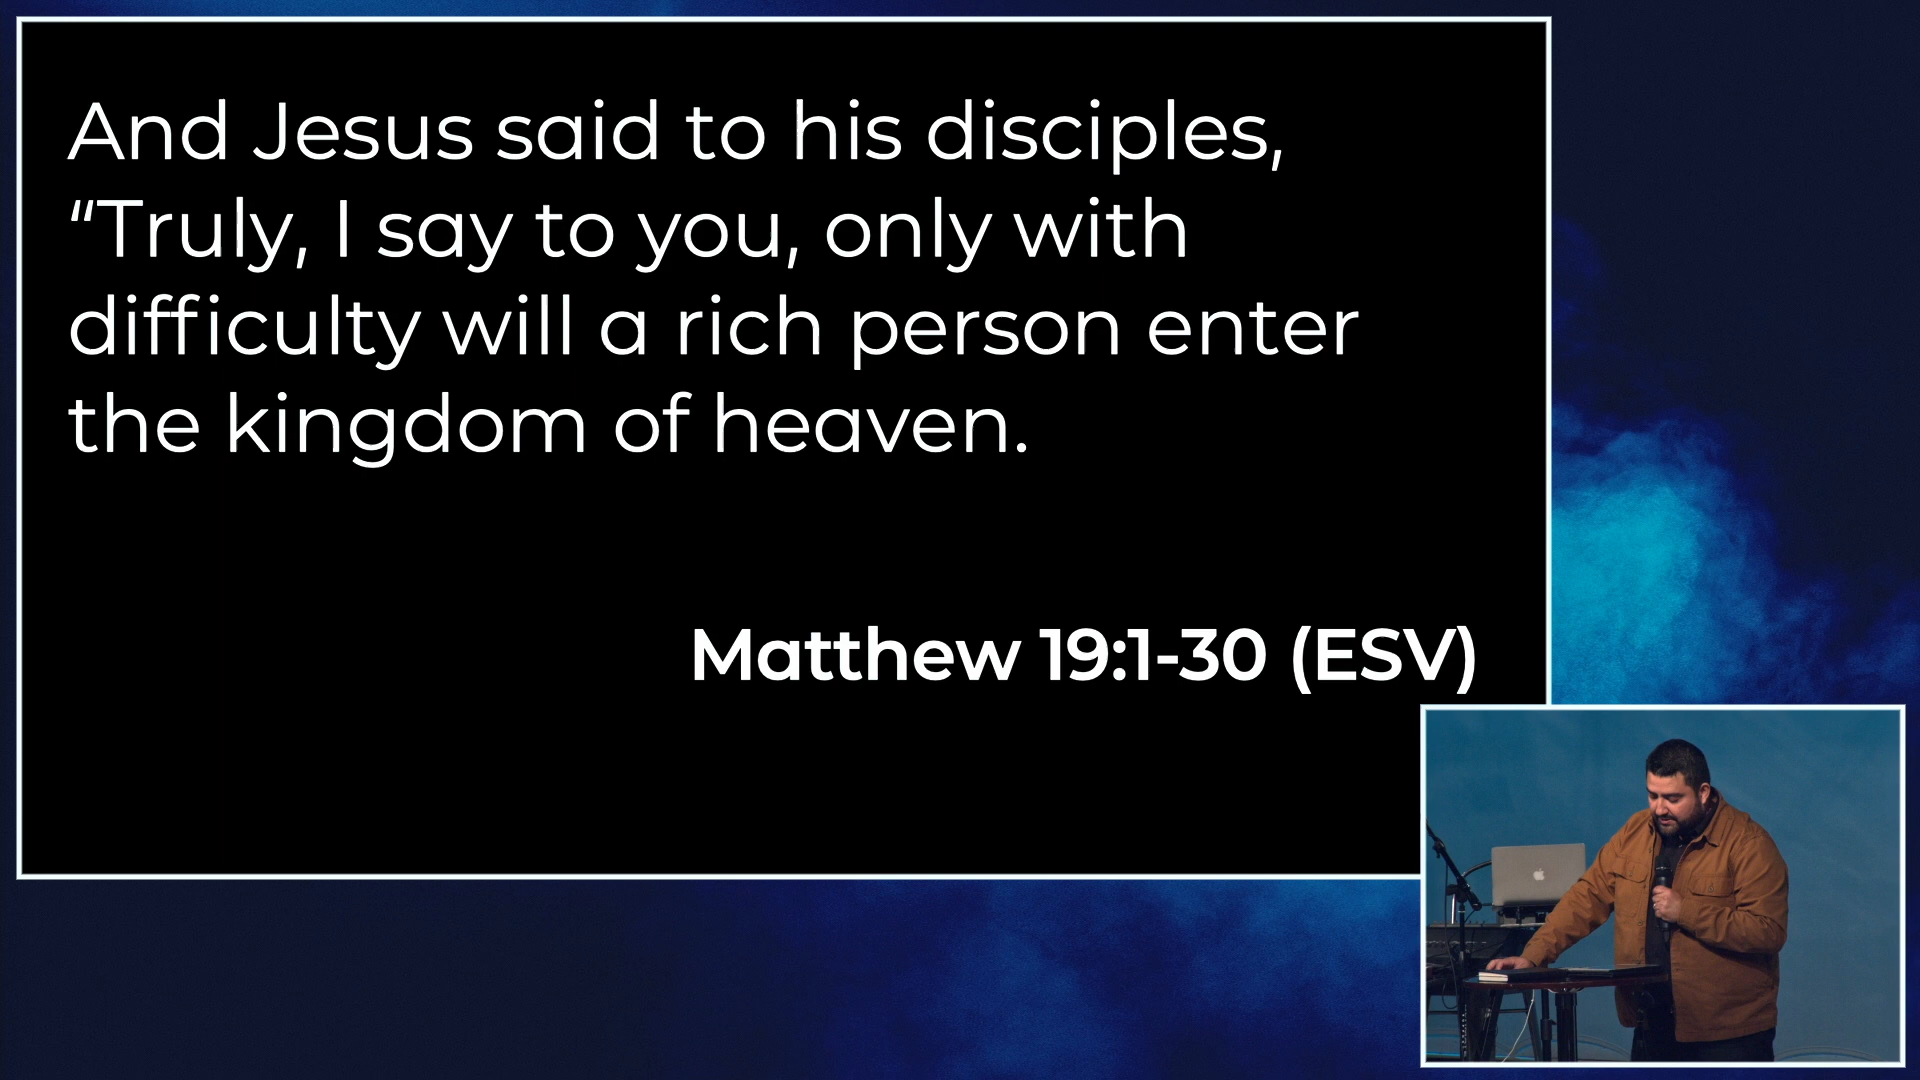 And Jesus said to his disciples,
“Truly, I say to you, only with
difficulty will a rich person enter
the kingdom of heaven.
Matthew 19:1-30 (ESV)